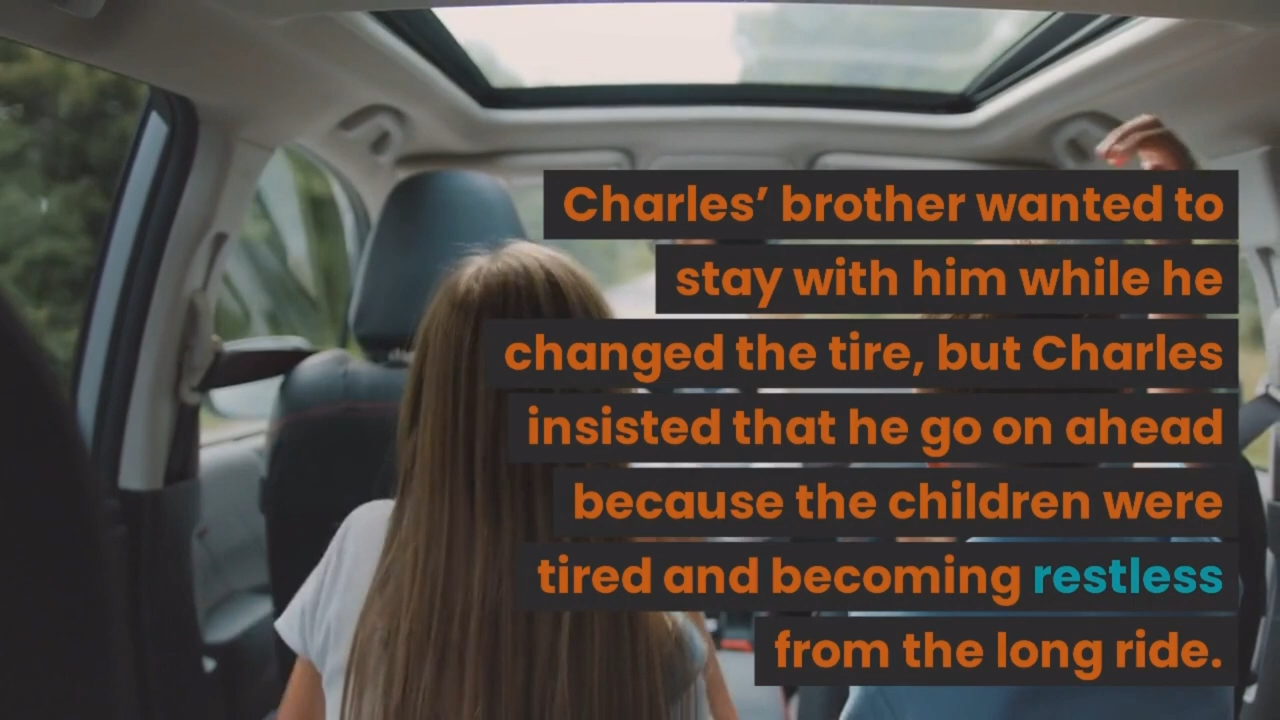 Charles’ brother wanted to
stay with him while he
changed the tire, but Charles
insisted that he go on ahead
because the children were
tired and becoming restless
from the long ride.